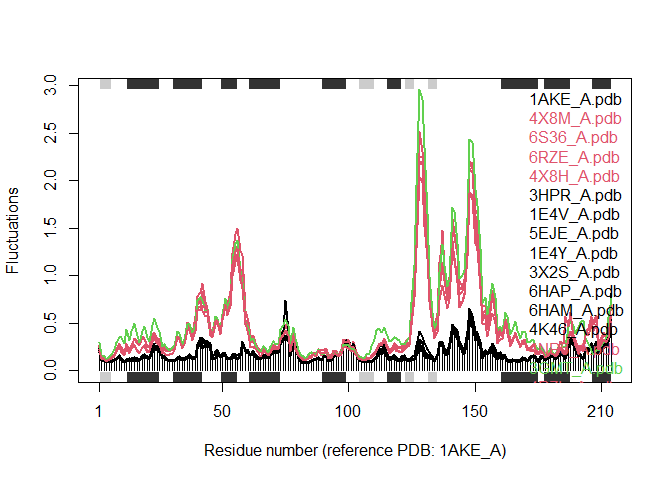 3.0
2.5
2.0
1.5
1.0
0.5
0.0
Fluctuations
1AKE_A.pdb
4X8M_A.pdb
6S36_A.pdb
6RZE_A.pdb
4X8H_A.pdb
3HPR_A.pdb
1E4V_A.pdb
5EJE_A.pdb
1E4Y_A.pdb
3X2S_A.pdb
6HAP_A.pdb
6HAM_A.pdb
4K46_A.pdb
1
50
100
150
210
Residue number (reference PDB: 1AKE_A)